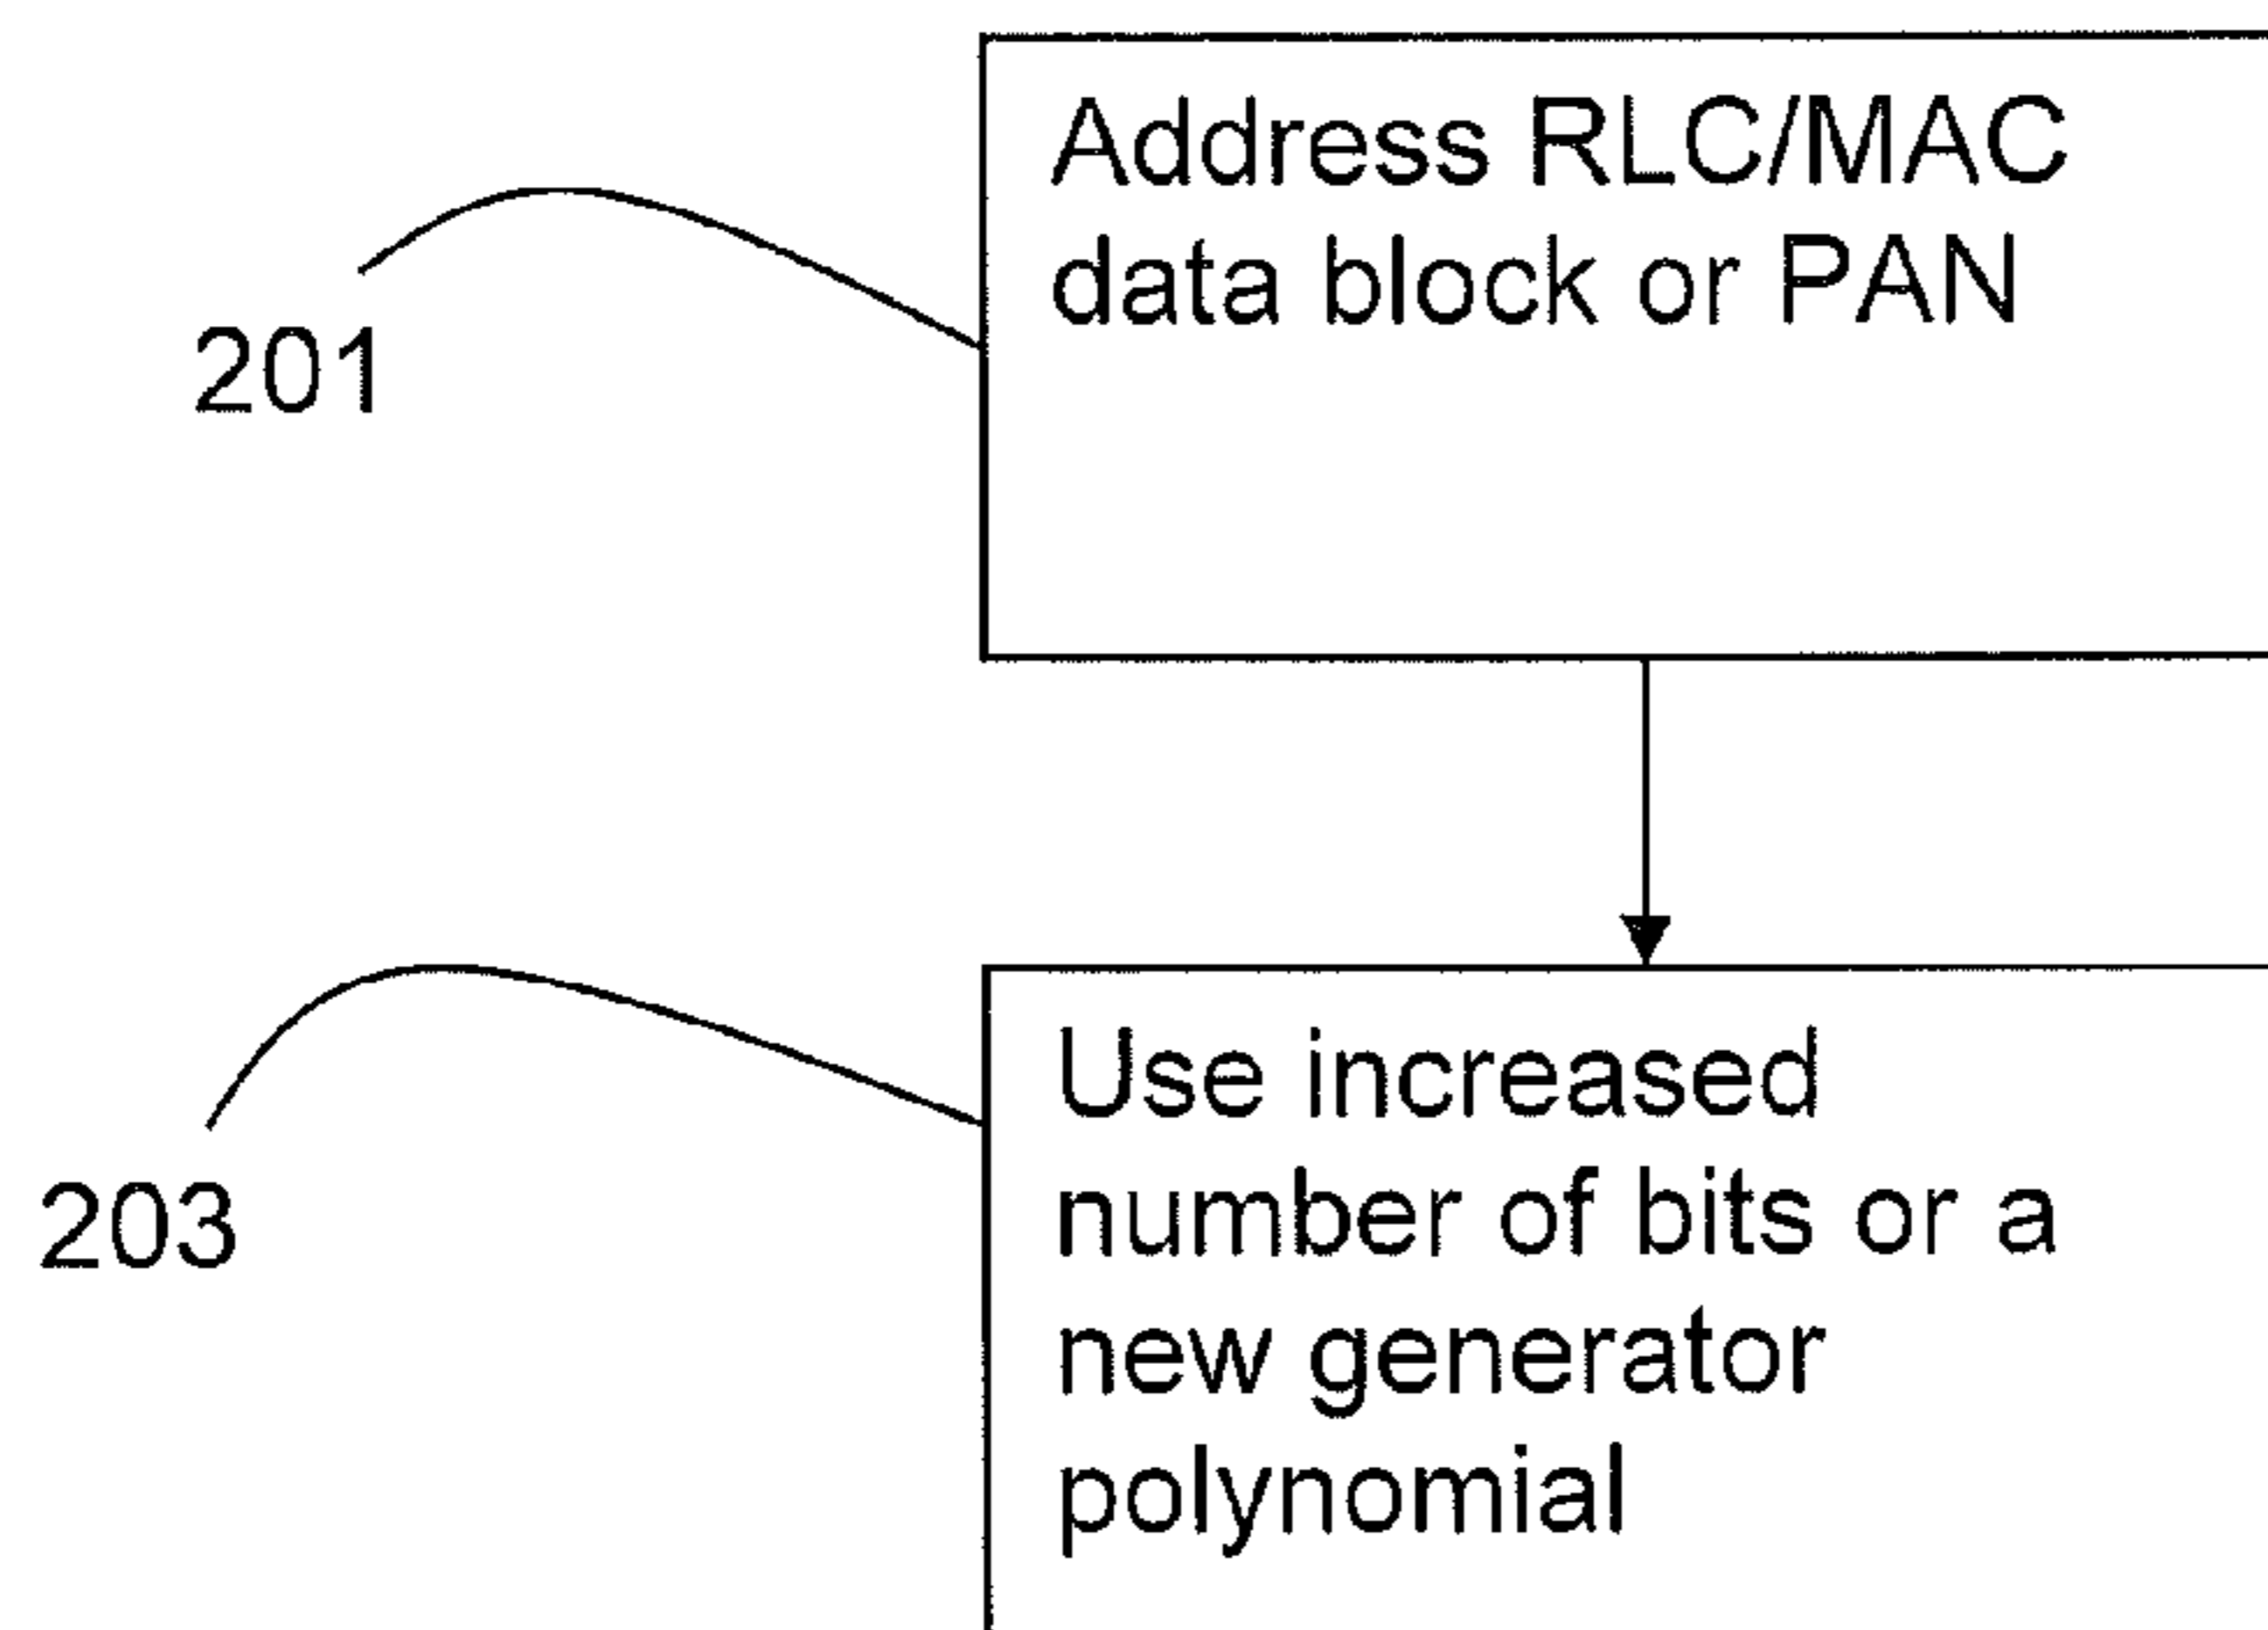 Address RLC/MAC
data block or PAN
201
Use increased
number of bits or a
new generator
polynomial
203